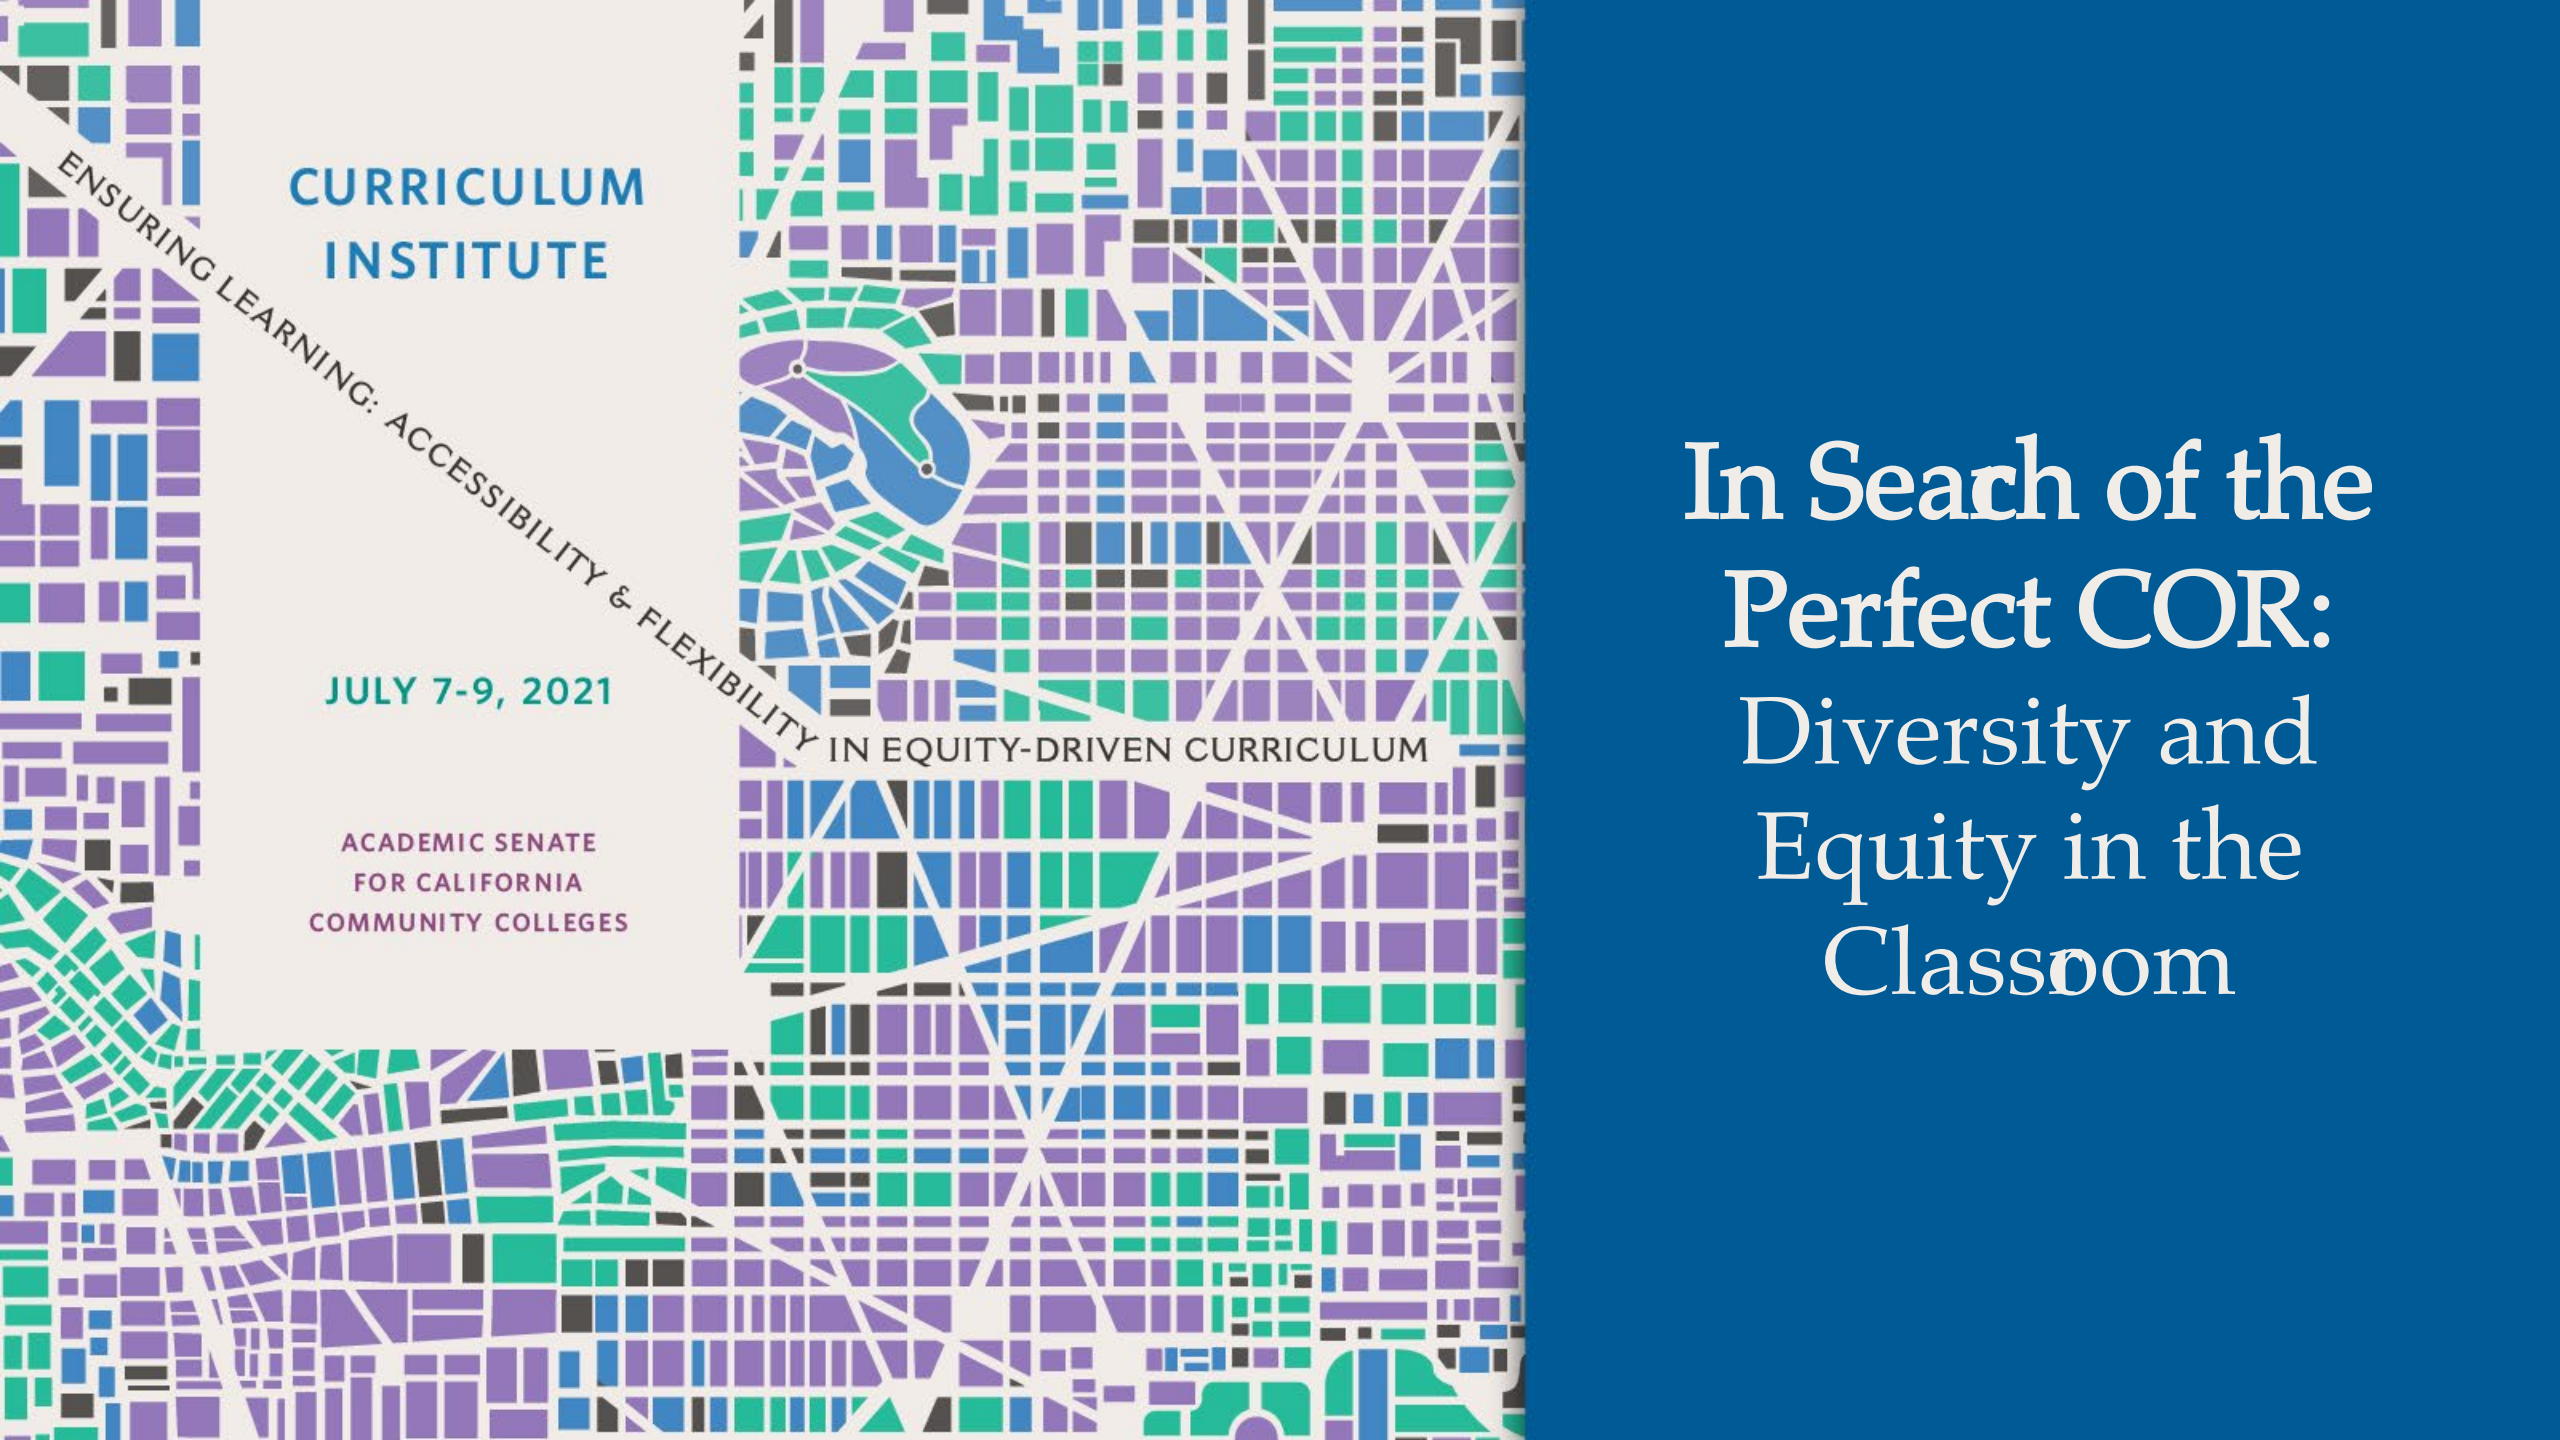 CURRICULUM
INSTITUTE
ENSURING LEARNING: ACCESSIBILITY & FLEXIBILITY IN EQUITY-DRIVEN CURRICULUM
JULY 7-9, 2021
ACADEMIC SENATE
FOR CALIFORNIA
COMMUNITY COLLEGES
In Search of the
Perfect COR:
Diversity and
Equity in the
Classroom